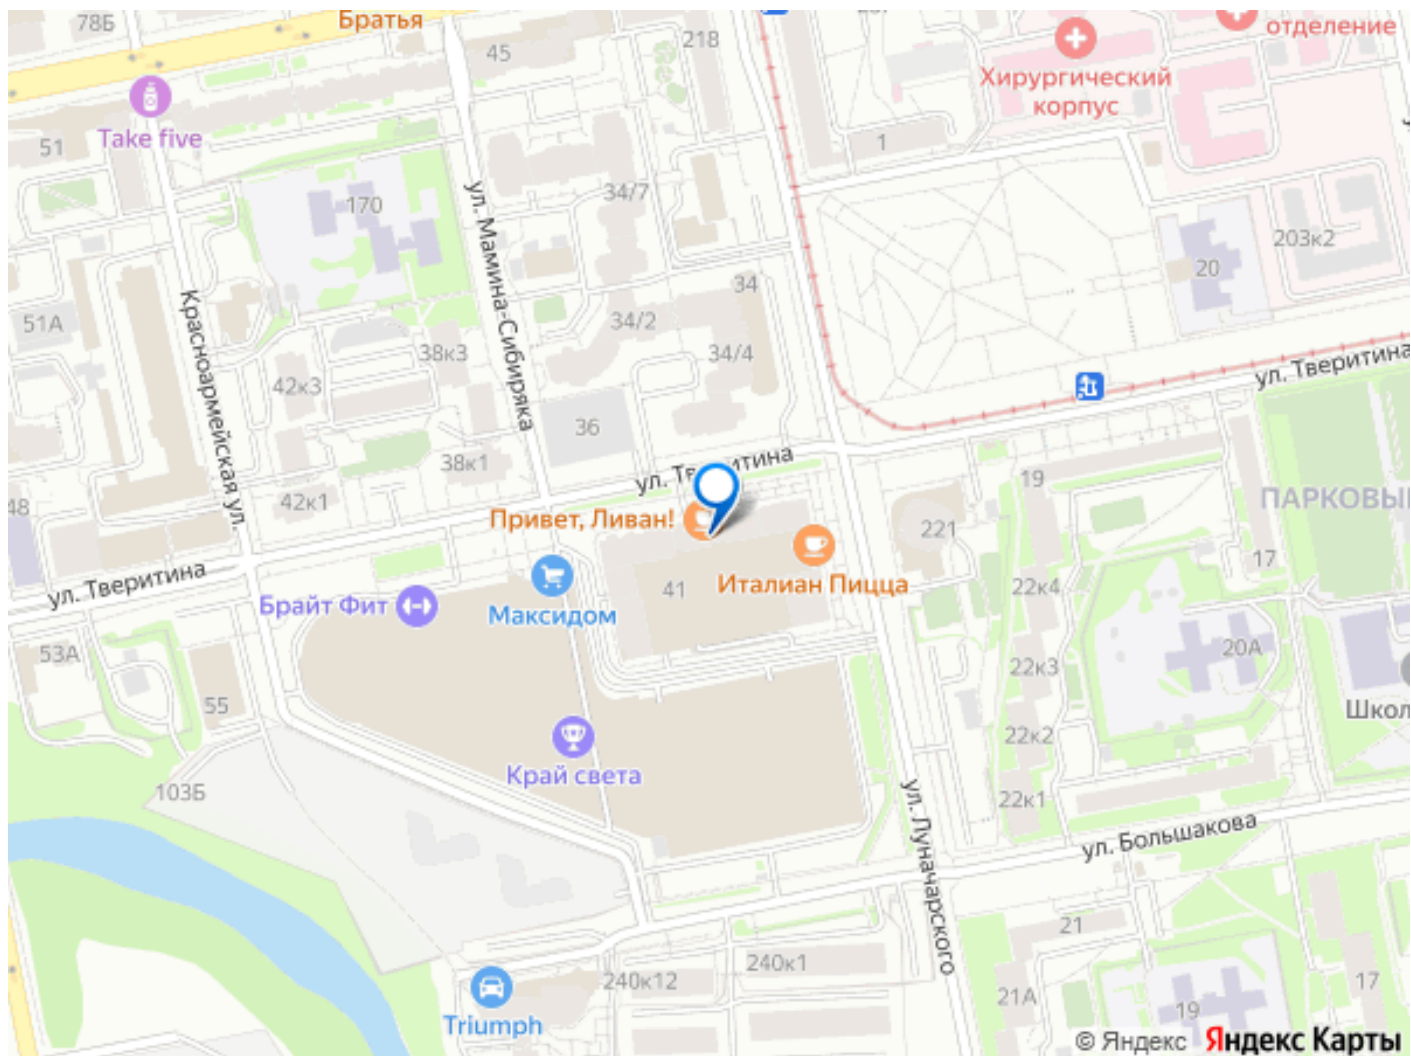 78Б
Братья
45
218
Хирургический
корпус
отделение
Take five
51
1
170
34/7
ул. Мамина-Сибиряка
203к2
20
34
51А
Красноармейская ул.
34/2
34/4
38к3
42к3
ул. Тверитина
36
38к1
ул. Тверитина
19
48
42к1
Привет, Ливан!
ПАРКОВЫ
221
17
ул. Тверитина
Брайт Фит
Максидом
41
Италиан Пицца
22к4
53А
20А
22к3
55
Школ
22к2
Край света
103Б
22к1
ул. Луначарского
ул. Большакова
21
240к12
240к1
17
Triumph
21А
19
© Яндекс Яндекс Карты